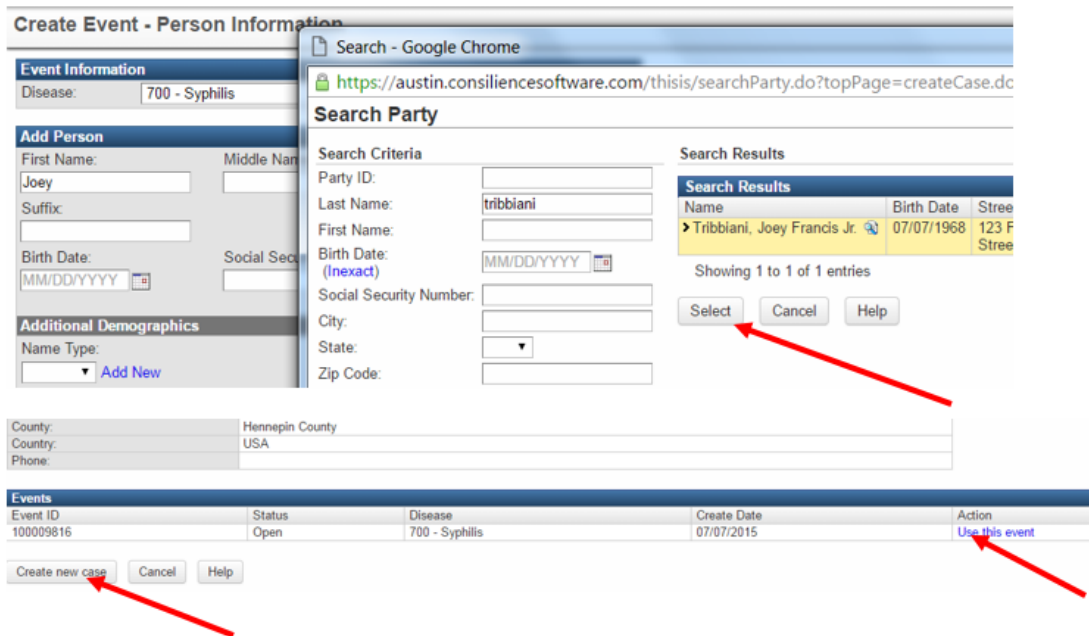 Create Event - Person Information
Search - Google Chrome
Event Information
Disease: 700 - Syphilis
https://austin.consiliencesoftware.com/thisis/searchParty.do?topPage=createCase.do
Search Party
Add Person
First Name: Middle Nam
Joey
Suffix:
Birth Date: Social Secu
MM/DD/YYYY
Additional Demographics
Name Type:
Add New
Search Criteria
Party ID:
Last Name: tribbiani
First Name:
Birth Date: MM/DD/YYYY
(Inexact)
Social Security Number:
City:
State:
Zip Code:
Search Results
Search Results
Name Birth Date Stree
Tribbiani, Joey Francis Jr. 07/07/1968 123 F
Stree
Showing 1 to 1 of 1 entries
Select Cancel Help
County: Hennepin County
Country: USA
Phone:
Events
Event ID Status Disease Create Date Action
100009816 Open 700 - Syphilis 07/07/2015 Use this event
Create new case Cancel Help